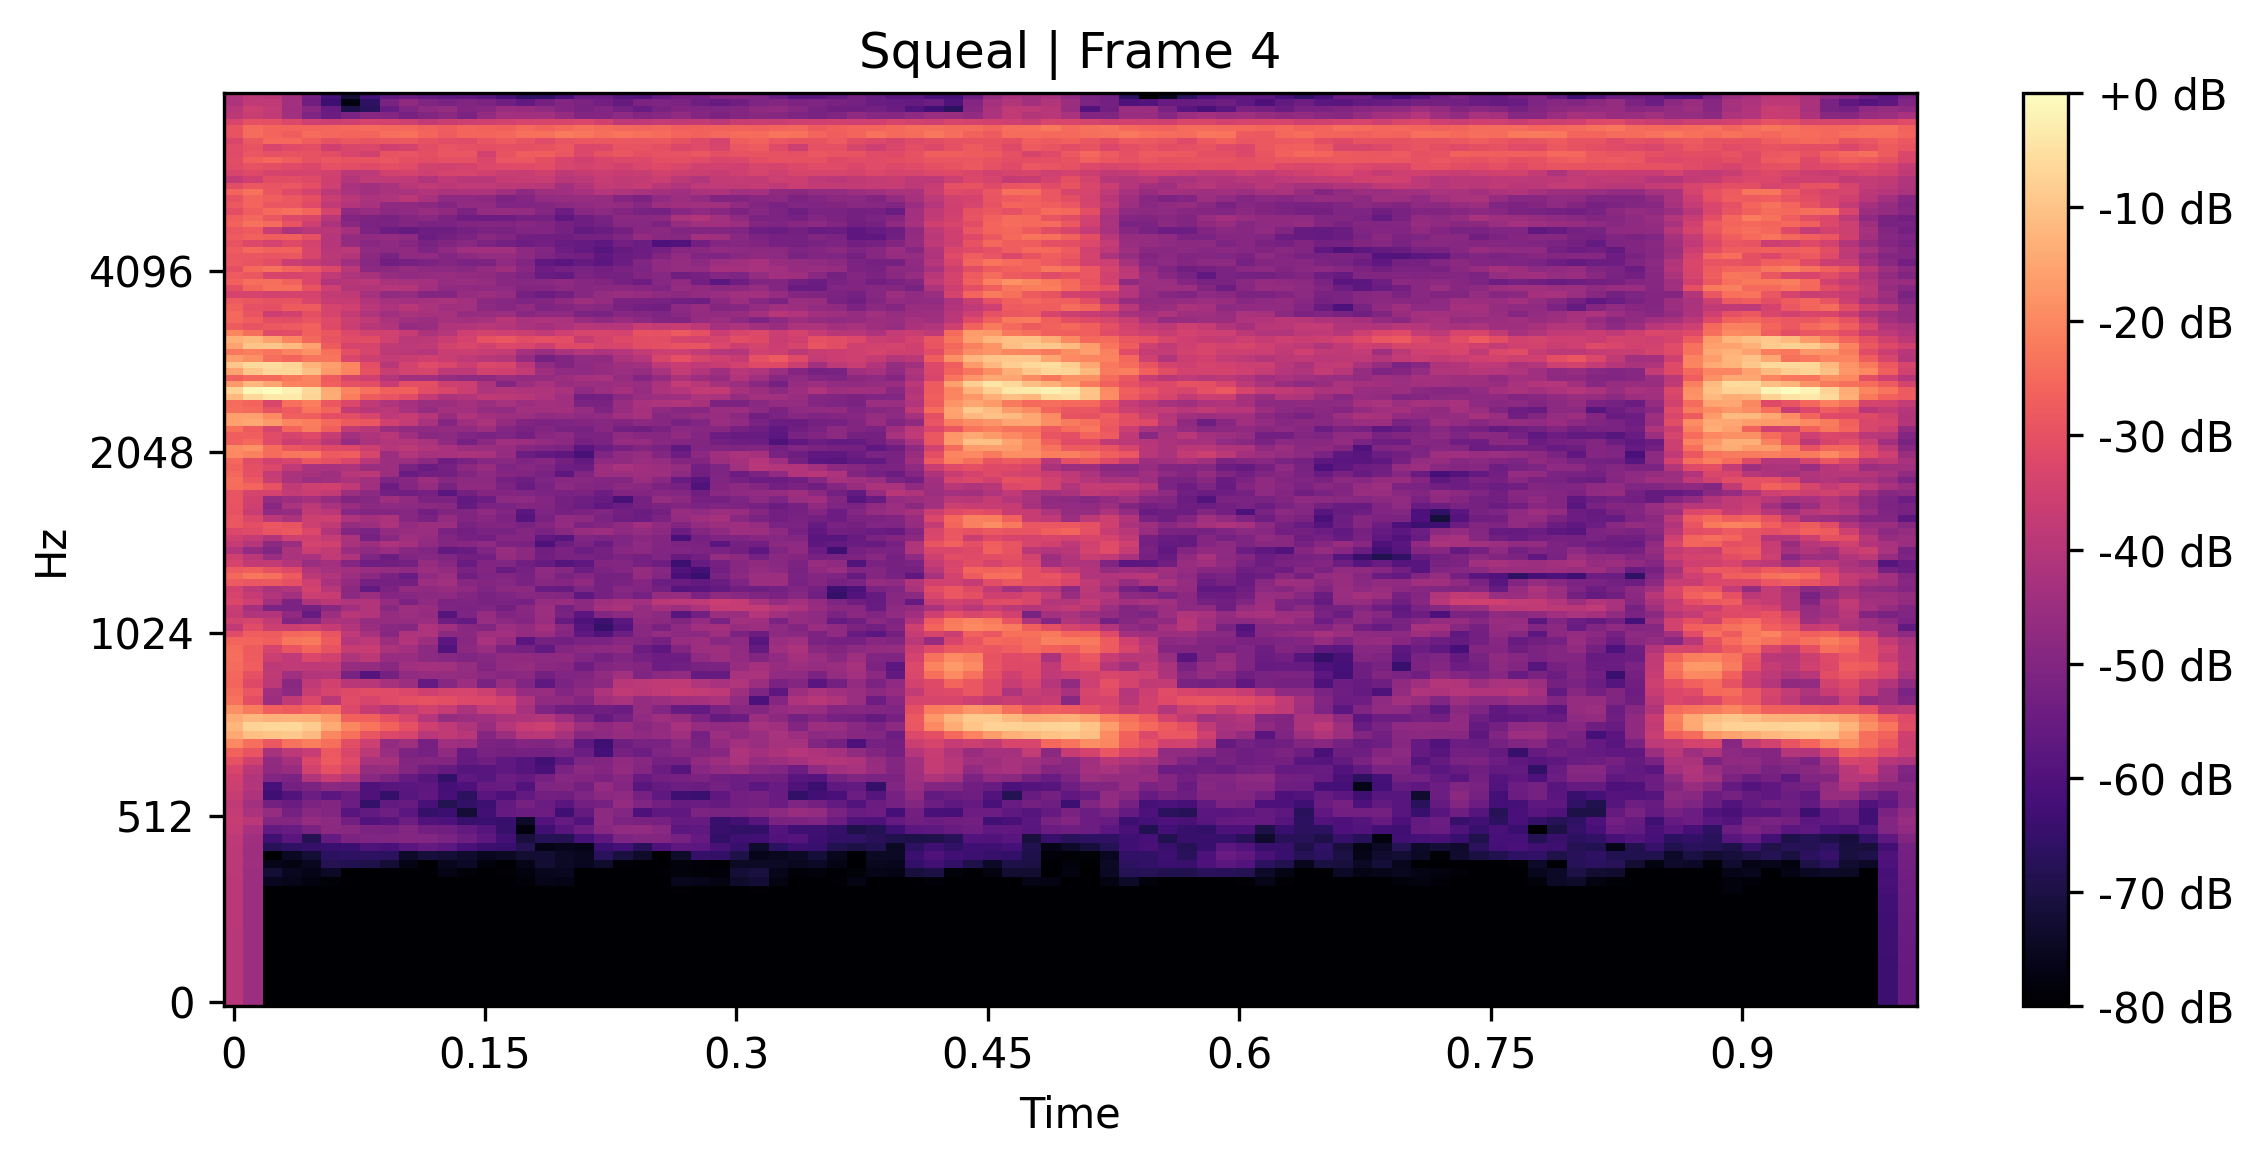 Squeal | Frame 4
Hz
4096
2048
1024
512
0
0 0.15 0.3 0.45 0.6 0.75 0.9
Time
+0 dB
-10 dB
-20 dB
-30 dB
-40 dB
-50 dB
-60 dB
-70 dB
-80 dB